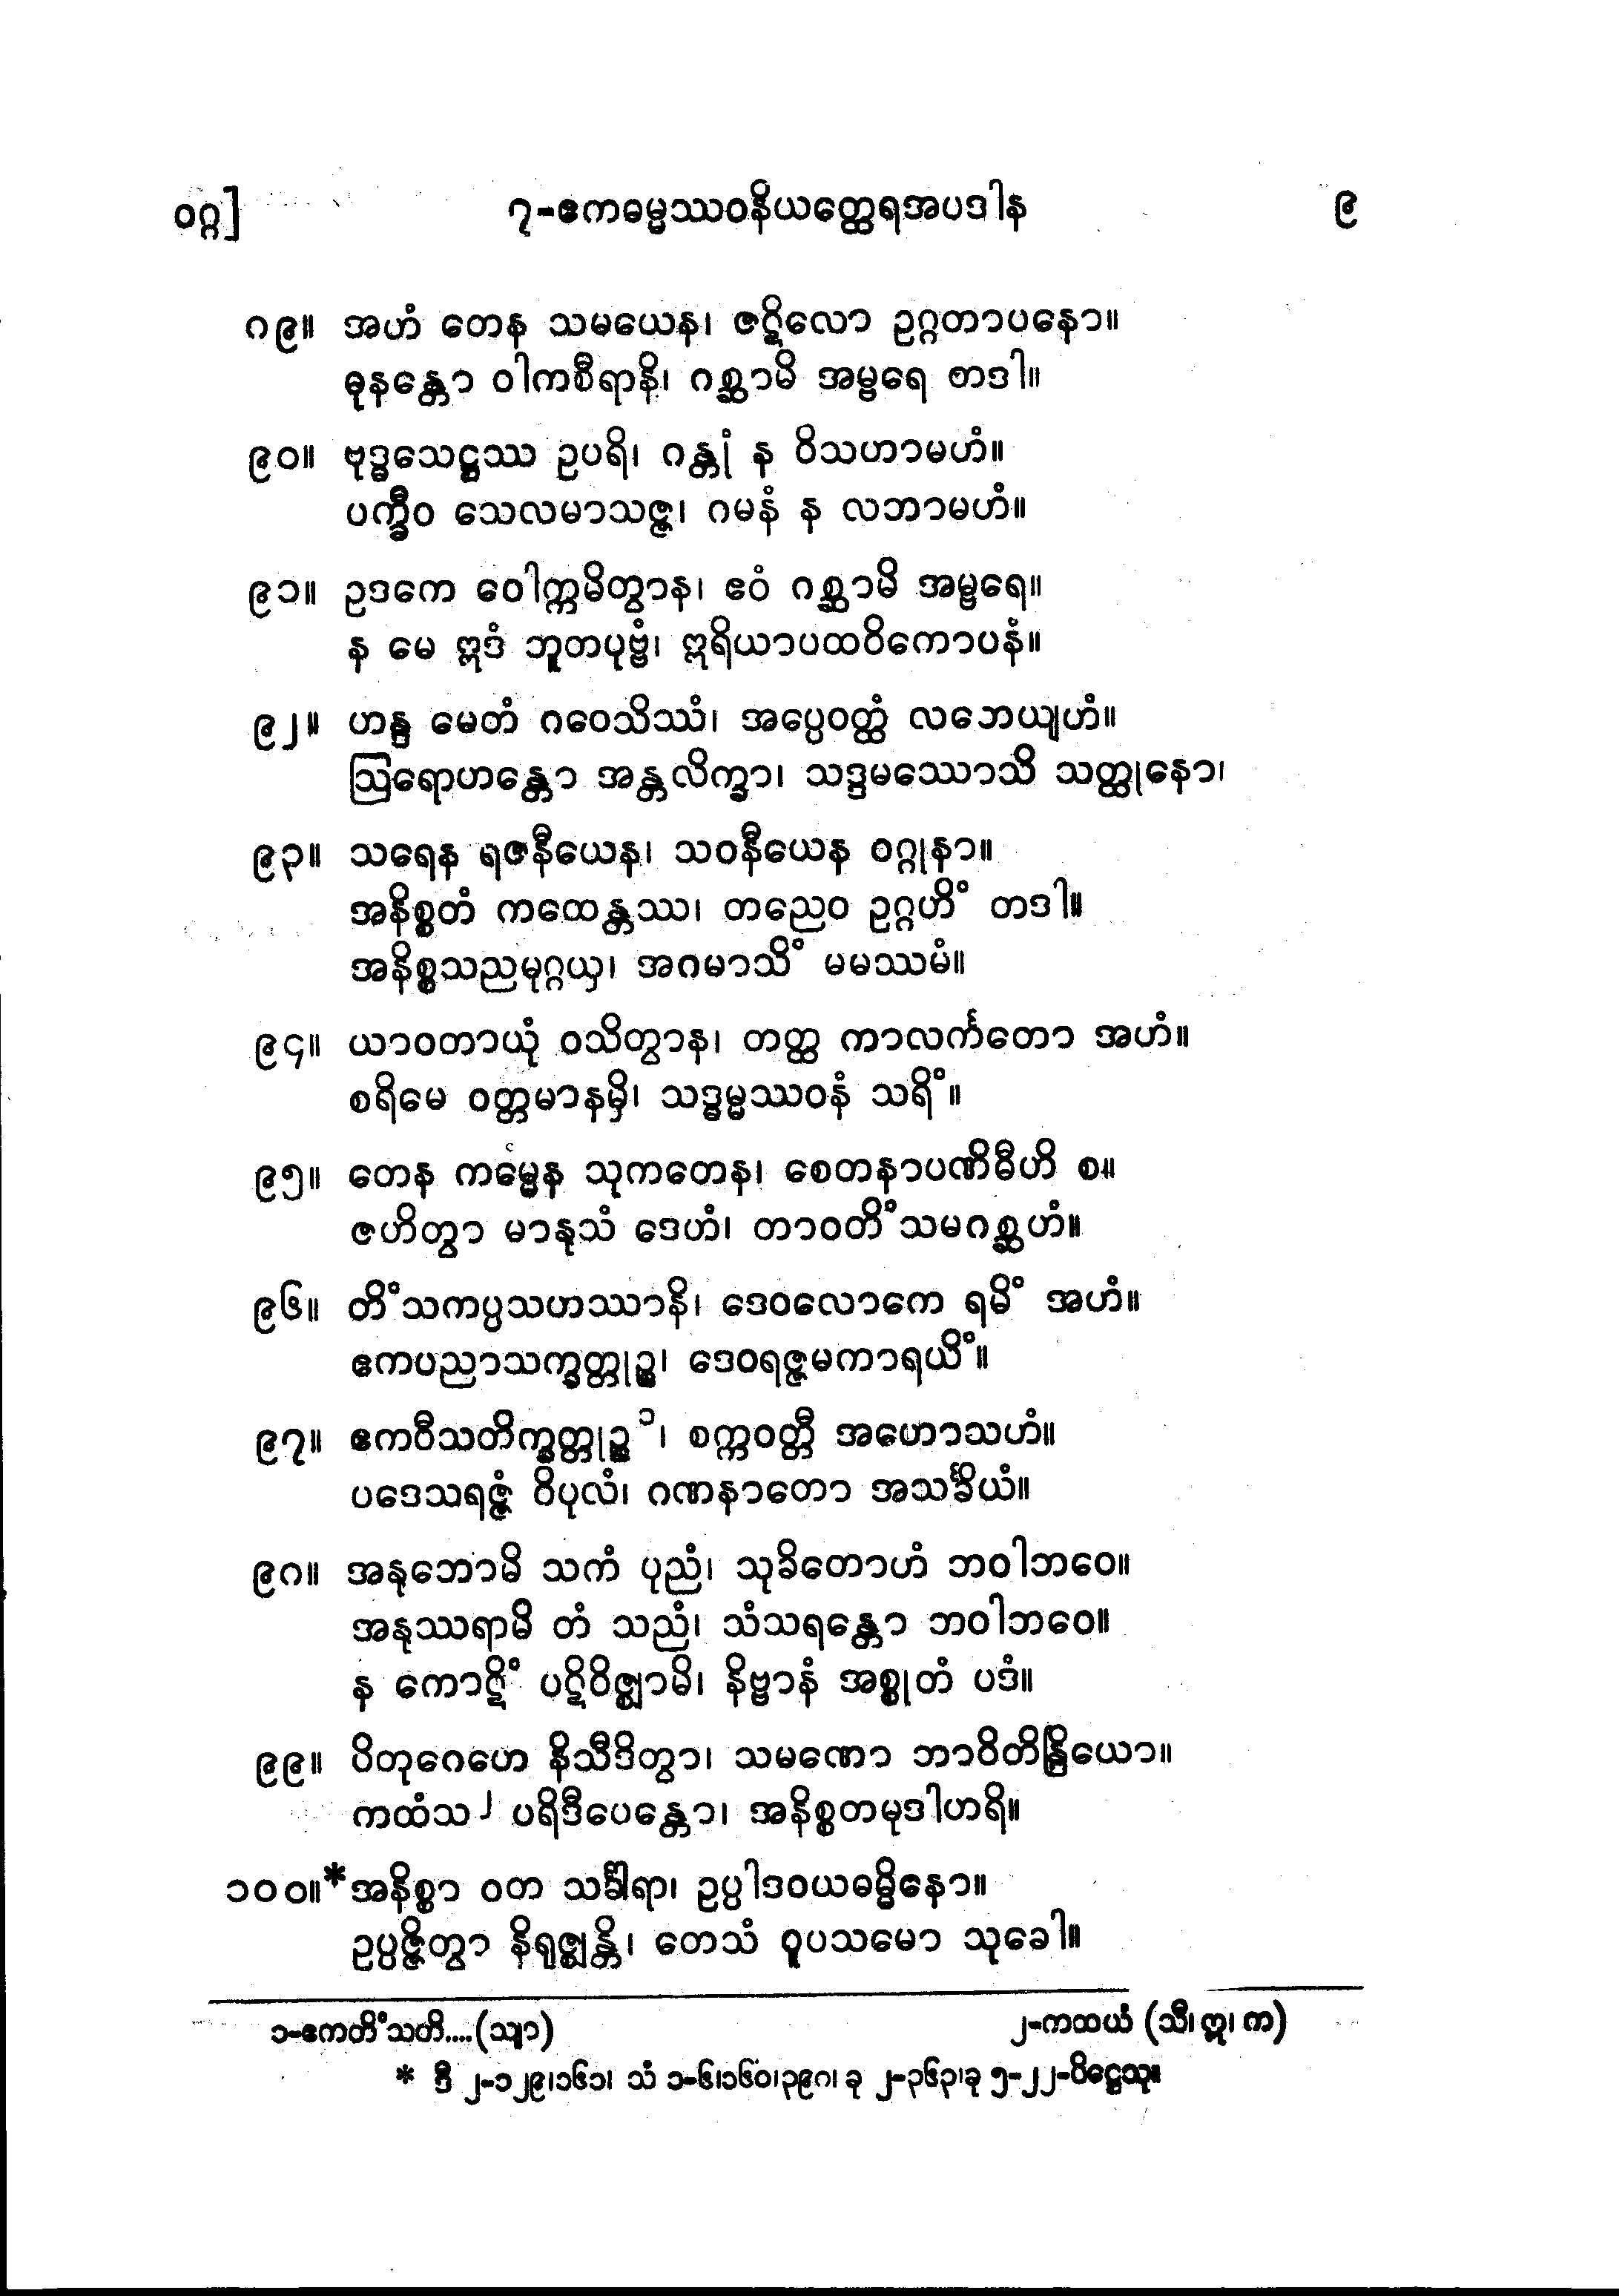 ဝဂ္ဂ] ၇-ဧကဓမ္မဿဝနိယတ္ထေရအပဒါန ၉
၈၉။ အဟံ တေန သမယေန၊ ဇဋိလော ဥဂ္ဂတာပနော။
ဓုနန္တော ဝါကစီရာနိ၊ ဂစ္ဆာမိ အမ္ဗရေ တဒါ။
၉၀။ ဗုဒ္ဓသေဋ္ဌဿ ဥပရိ၊ ဂန္တုံ န ဝိသဟာမဟံ။
ပက္ခီဝ သေလမာသဇ္ဇ၊ ဂမနံ န လဘာမဟံ။
၉၁။ ဥဒကေ ဝေါက္ကမိတွာန၊ ဧဝံ ဂစ္ဆာမိ အမ္ဗရေ။
န မေ ဣဒံ ဘူတပုဗ္ဗံ၊ ဣရိယာပထဝိကောပနံ။
၉၂။ ဟန္ဒ မေတံ ဂဝေသိဿံ၊ အပ္ပေဝတ္ထံ လဘေယျဟံ။
ဩရောဟန္တော အန္တလိက္ခာ၊ သဒ္ဒမဿောသိ သတ္ထုနော၊
၉၃။ သရေန ရဇနီယေန၊ သဝနီယေန ဝဂ္ဂုနာ။
အနိစ္စတံ ကထေန္တဿ၊ တညေဝ ဥဂ္ဂဟိံ တဒါ။
အနိစ္စသညမုဂ္ဂယှ၊ အဂမာသိံ မမဿမံ။
၉၄။ ယာဝတာယုံ ဝသိတွာန၊ တတ္ထ ကာလင်္ကတော အဟံ။
စရိမေ ဝတ္တမာနမှိ၊ သဒ္ဓမ္မဿဝနံ သရိံ။
၉၅။ တေန ကမ္မေန သုကတေန၊ စေတနာပဏိဓီဟိ စ။
ဇဟိတွာ မာနုသံ ဒေဟံ၊ တာဝတိံသမဂစ္ဆဟံ။
၉၆။ တိံသကပ္ပသဟဿာနိ၊ ဒေဝလောကေ ရမိံ အဟံ။
ဧကပညာသက္ခတ္တုဉ္စ၊ ဒေဝရဇ္ဇမကာရယိံ။
၉၇။ ဧကဝီသတိက္ခတ္တုဉ္စ ၁၊ စက္ကဝတ္တီ အဟောသဟံ။
ပဒေသရဇ္ဇံ ဝိပုလံ၊ ဂဏနာတော အသင်္ခိယံ။
၉၈။ အနုဘောမိ သကံ ပုညံ၊ သုခိတောဟံ ဘဝါဘဝေ။
အနုဿရာမိ တံ သညံ၊ သံသရန္တော ဘဝါဘဝေ။
န ကောဋိံ ပဋိဝိဇ္ဈာမိ၊ နိဗ္ဗာနံ အစ္စုတံ ပဒံ။
၉၉။ ပိတုဂေဟေ နိသီဒိတွာ၊ သမဏော ဘာဝိတိန္ဒြိယော။
ကထံသ ၂ ပရိဒီပေန္တော၊ အနိစ္စတမုဒါဟရိ။
၁၀၀။ * အနိစ္စာ ဝတ သင်္ခါရာ၊ ဥပ္ပါဒဝယဓမ္မိနော။
ဥပ္ပဇ္ဇိတွာ နိရုဇ္ဈန္တိ၊ တေသံ ဝူပသမော သုခေါ။
၁-ဧကတိံသတိ....(သျာ) ၂-ကထယံ (သီ၊ ဣ၊ က)
* ဒီ ၂-၁၂၉၊၁၆၁၊ သံ ၁-၆၊၁၆၀၊၃၉၈၊ ခု ၂-၃၆၃၊ခု ၅-၂၂-ပိဋ္ဌေသု။